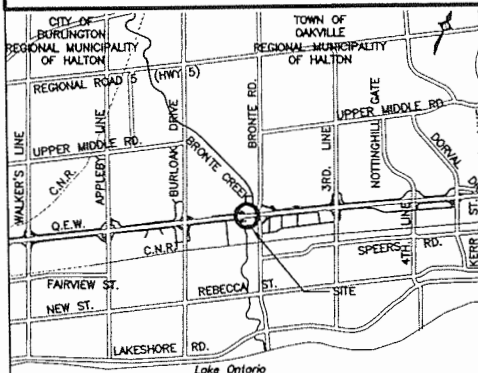 CITY OF
BURLINGTON
REGIONAL MUNICIPALITY
OF HALTON
TOWN OF
OAKVILLE
REGIONAL MUNICIPALITY
OF HALTON
REGIONAL ROAD 5 (HWY 5)
UPPER MIDDLE RD.
UPPER MIDDLE RD.
WALKER'S LINE
C.N.R.
APPLEBY LINE
BURLOAK DRIVE
BRONTE CREEK
BRONTE RD.
3RD. LINE
NOTTINGHILL GATE
DORVAL
Q.E.W.
C.N.R.
4TH. LINE
SPEERS RD.
KERR ST.
FAIRVIEW ST.
REBECCA ST.
SITE
NEW ST.
LAKESHORE RD.
Lake Ontario